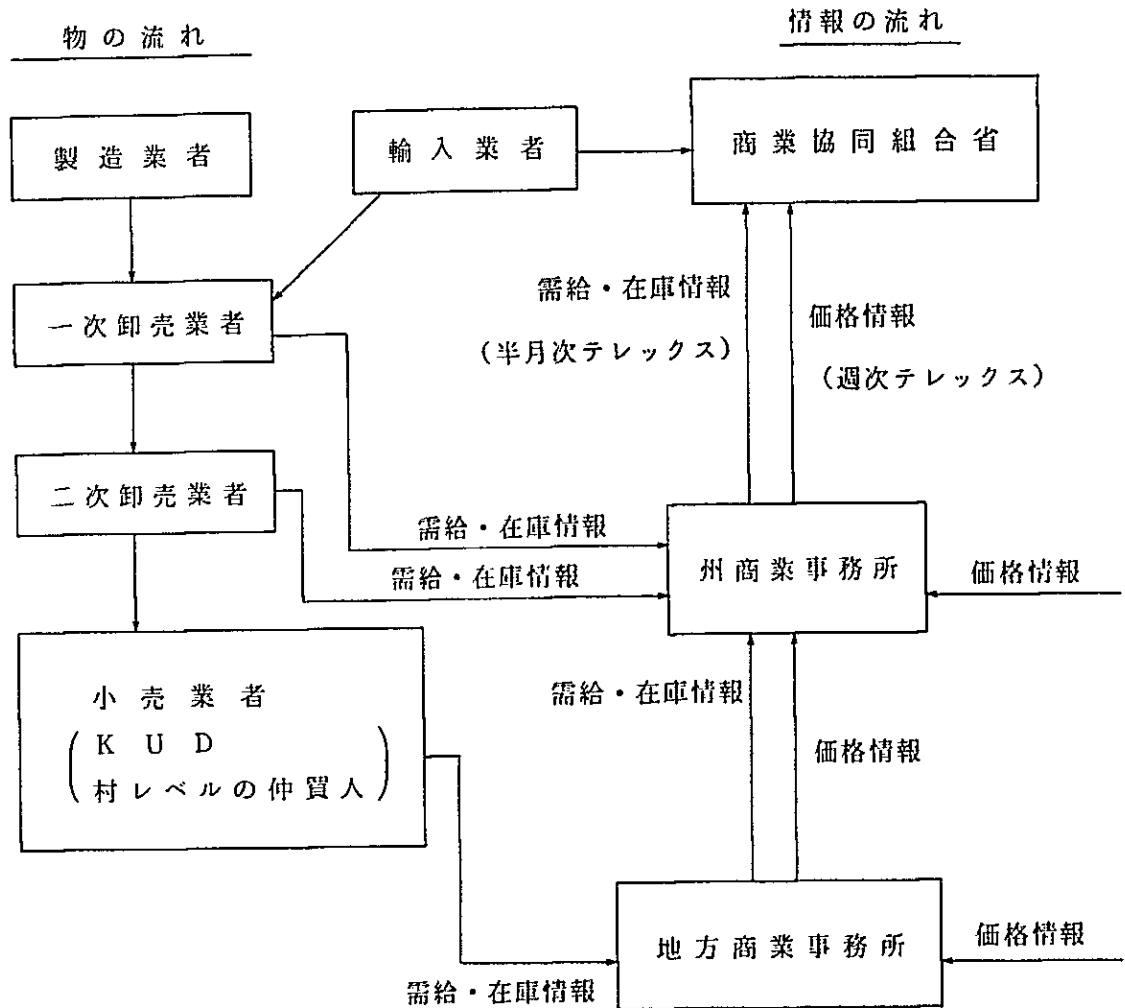 物の流れ
情報の流れ
製造業者
輸入業者
商業協同組合省
需給・在庫情報
(半月次テレックス)
価格情報
(週次テレックス)
一次卸売業者
二次卸売業者
需給・在庫情報
需給・在庫情報
州商業事務所
価格情報
小売業者
KUD
村レベルの仲買人
需給・在庫情報
価格情報
地方商業事務所
価格情報
需給・在庫情報